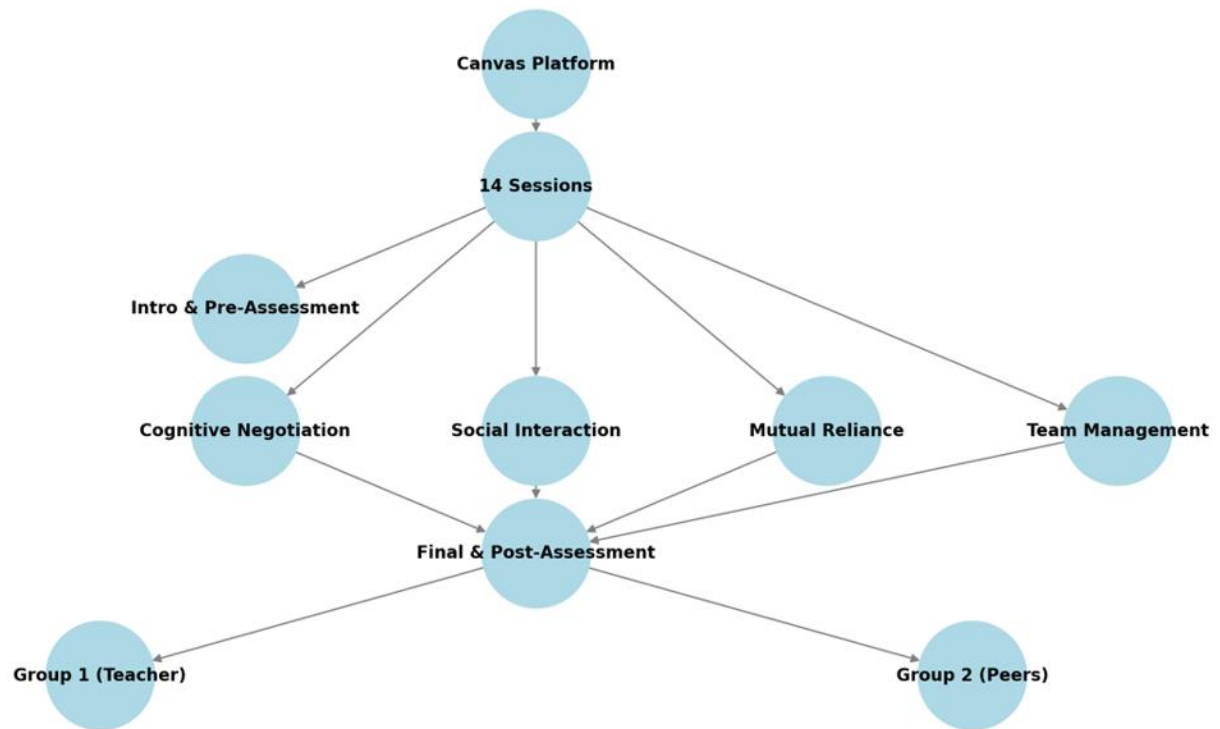 Canvas Platform
14 Sessions
Intro & Pre-Assessment
Cognitive Negotiation
Social Interaction
Mutual Reliance
Team Management
Final & Post-Assessment
Group 1 (Teacher)
Group 2 (Peers)